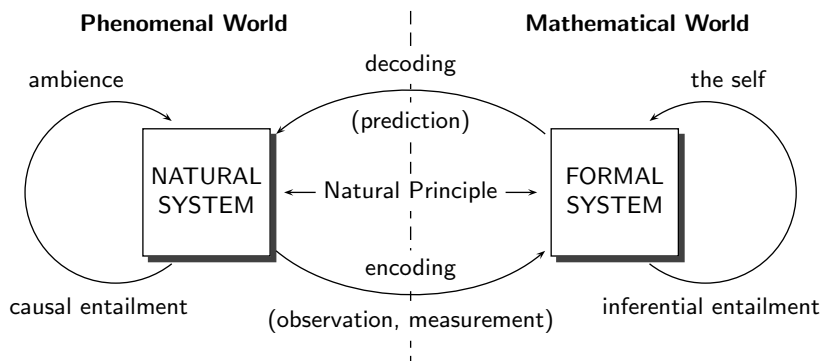 Phenomenal World
Mathematical World
decoding
ambience
the self
(prediction)
NATURAL
SYSTEM
Natural Principle
FORMAL
SYSTEM
encoding
causal entailment
inferential entailment
(observation, measurement)